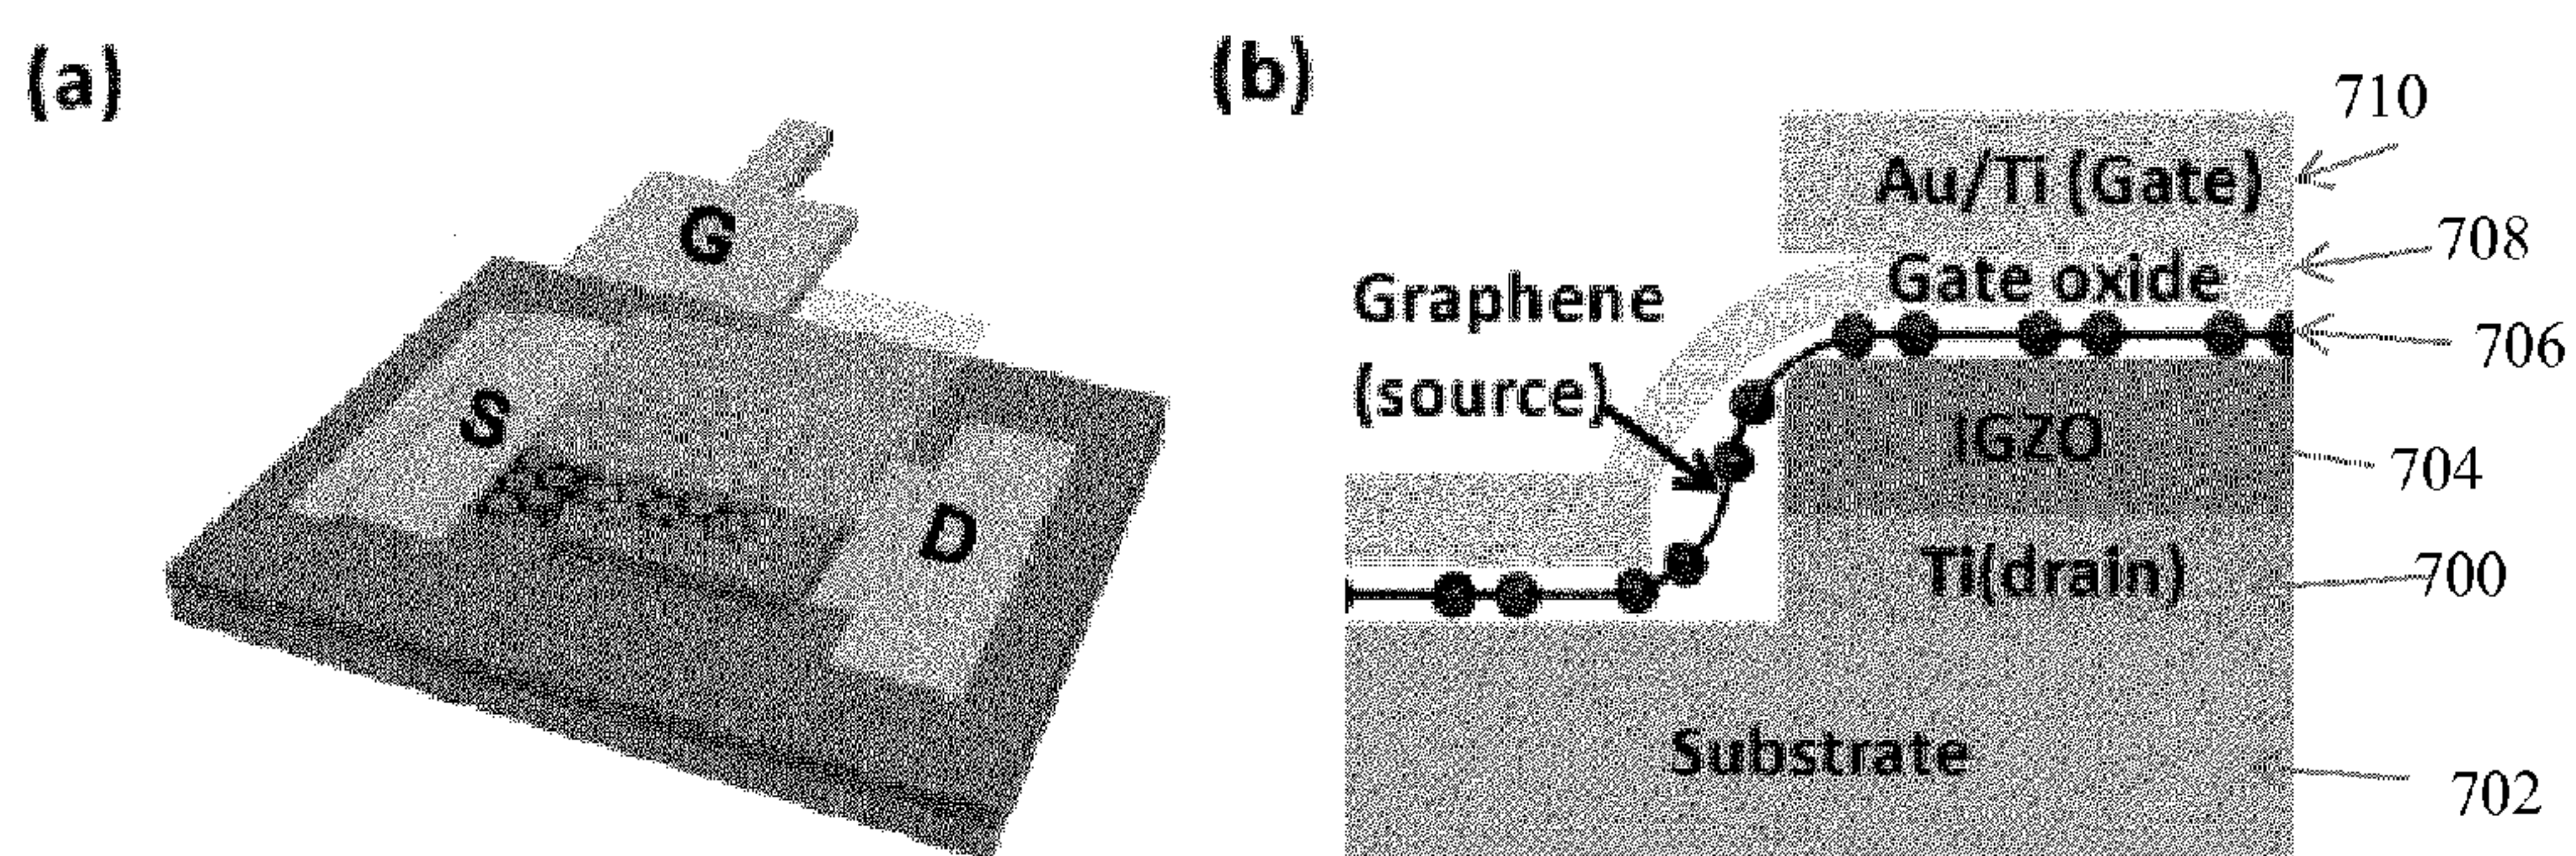 (a)
G
S
D
(b)
710
Au/Ti (Gate)
708
Gate oxide
Graphene
(source)
706
IGZO
704
Ti(drain)
700
Substrate
702